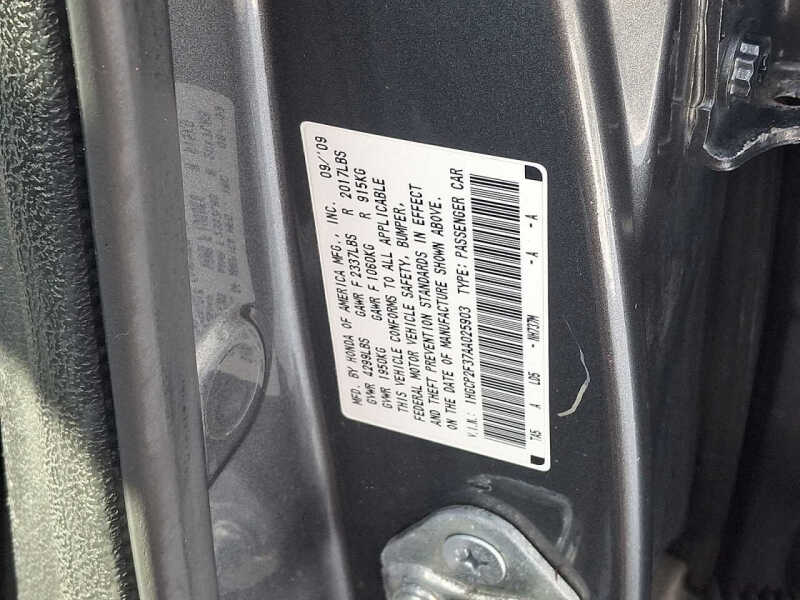 MFD. BY HONDA OF AMERICA MFG., INC. 09/'09
GVWR 4299LBS GAWR F 2337LBS R 2017LBS
GVWR 1950KG GAWR F 1060KG R 915KG
THIS VEHICLE CONFORMS TO ALL APPLICABLE
FEDERAL MOTOR VEHICLE SAFETY, BUMPER,
AND THEFT PREVENTION STANDARDS IN EFFECT
ON THE DATE OF MANUFACTURE SHOWN ABOVE.
V.I.N.: 1HGCP2F37AA025903 TYPE: PASSENGER CAR
7A5 A L05 -NH737M -A -A